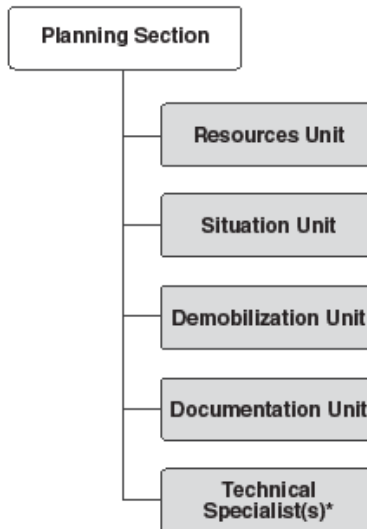 Planning Section
Resources Unit
Situation Unit
Demobilization Unit
Documentation Unit
Technical
Specialist(s)*